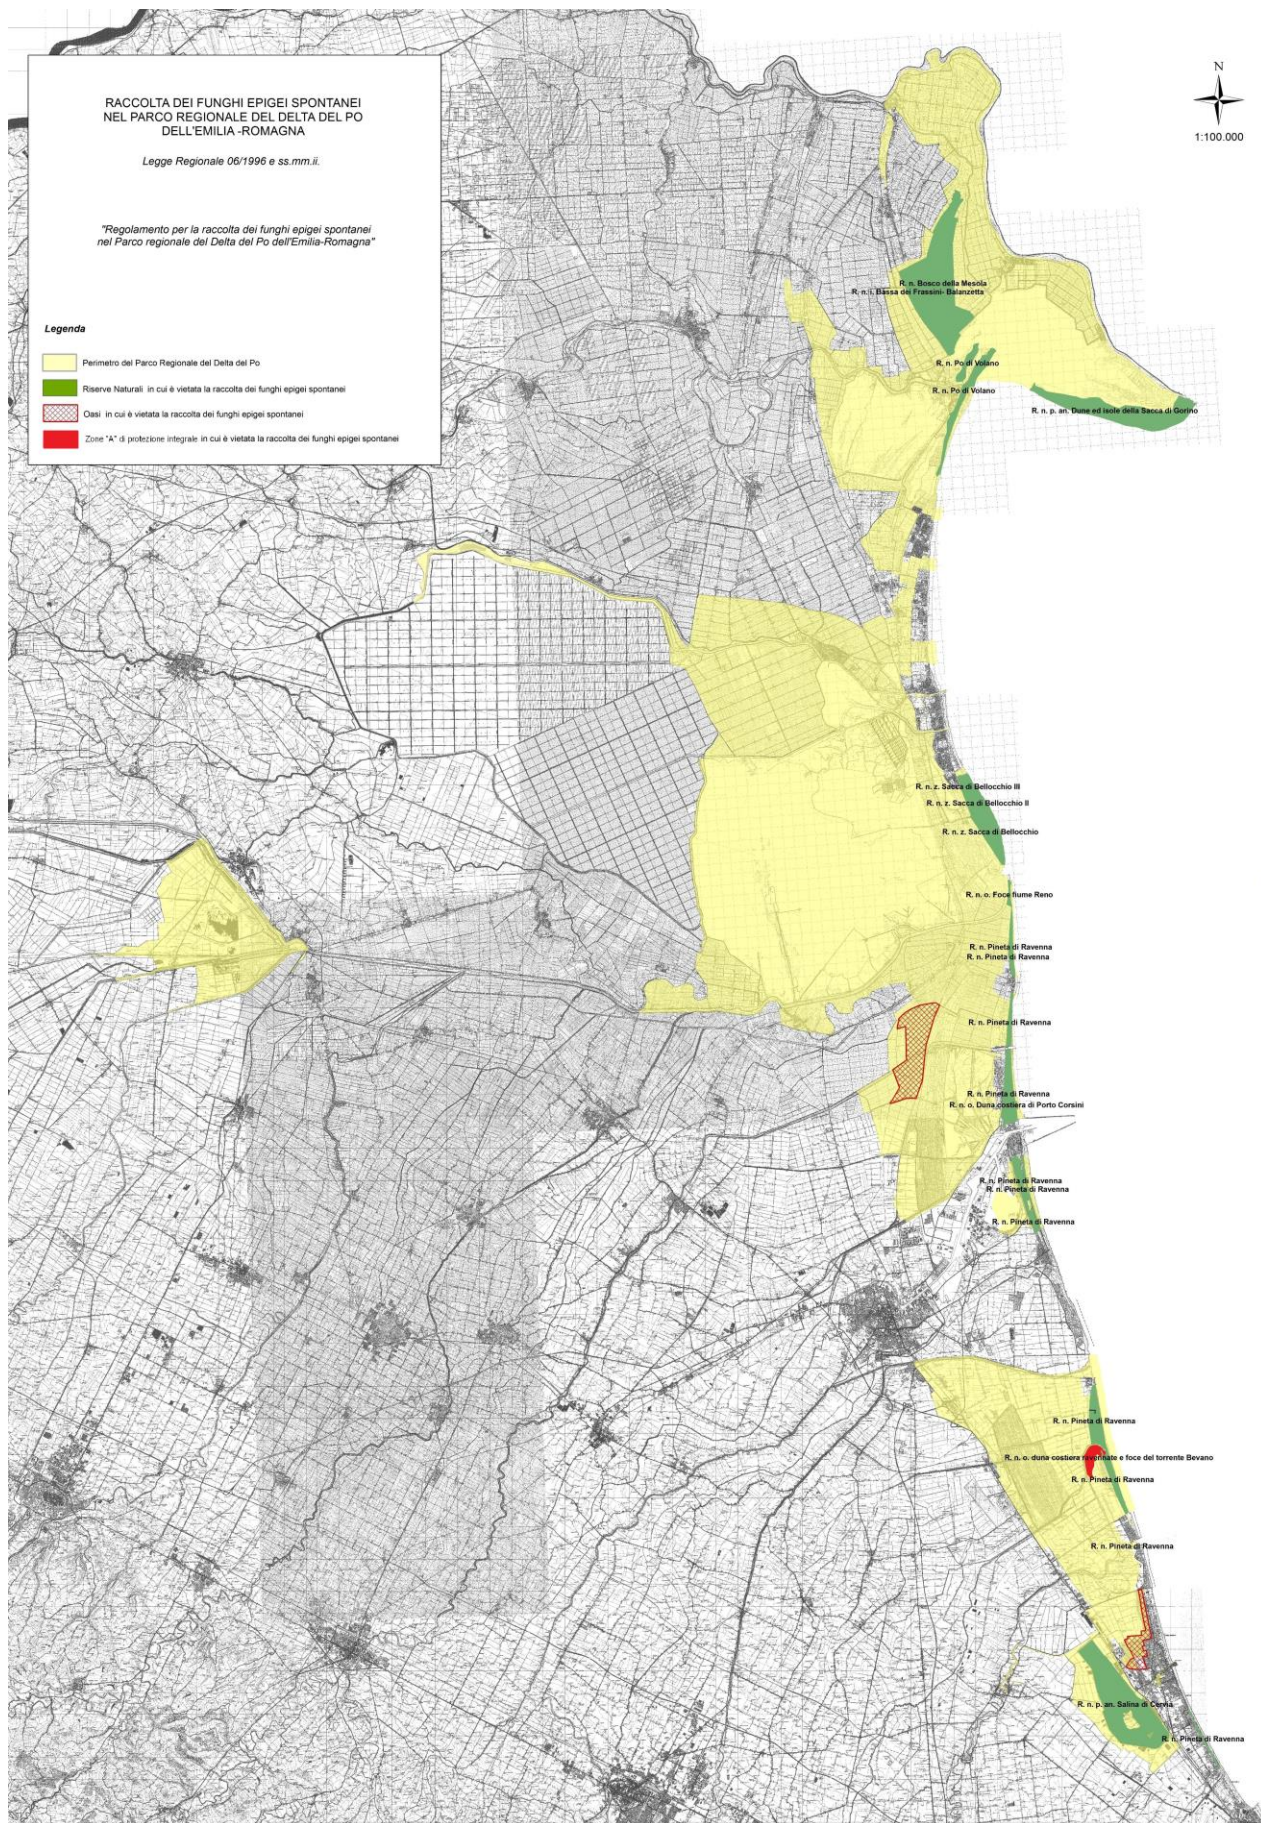 RACCOLTA DEI FUNGHI EPIGEI SPONTANEI
NEL PARCO REGIONALE DEL DELTA DEL PO
DELL'EMILIA -ROMAGNA
Legge Regionale 06/1996 e ss.mm.ii.
"Regolamento per la raccolta dei funghi epigei spontanei
nel Parco regionale del Delta del Po dell'Emilia-Romagna"
Legenda
Perimetro del Parco Regionale del Delta del Po
Riserve Naturali in cui è vietata la raccolta dei funghi epigei spontanei
Oasi in cui è vietata la raccolta dei funghi epigei spontanei
Zone "A" di protezione integrale in cui è vietata la raccolta dei funghi epigei spontanei
N
1:100.000
R. n. Bosco della Mesola
R. n. i. Bassa dei Frassini- Balanzetta
R. n. Po di Volano
R. n. Po di Volano
R. n. p. an. Dune ed isole della Sacca di Gorino
R. n. z. Sacca di Bellocchio III
R. n. z. Sacca di Bellocchio II
R. n. z. Sacca di Bellocchio
R. n. o. Foce fiume Reno
R. n. Pineta di Ravenna
R. n. Pineta di Ravenna
R. n. Pineta di Ravenna
R. n. Pineta di Ravenna
R. n. o. Duna costiera di Porto Corsini
R. n. Pineta di Ravenna
R. n. Pineta di Ravenna
R. n. Pineta di Ravenna
R. n. Pineta di Ravenna
R. n. o. duna costiera ravennate e foce del torrente Bevano
R. n. Pineta di Ravenna
R. n. Pineta di Ravenna
R. n. p. an. Salina di Cervia
R. n. Pineta di Ravenna